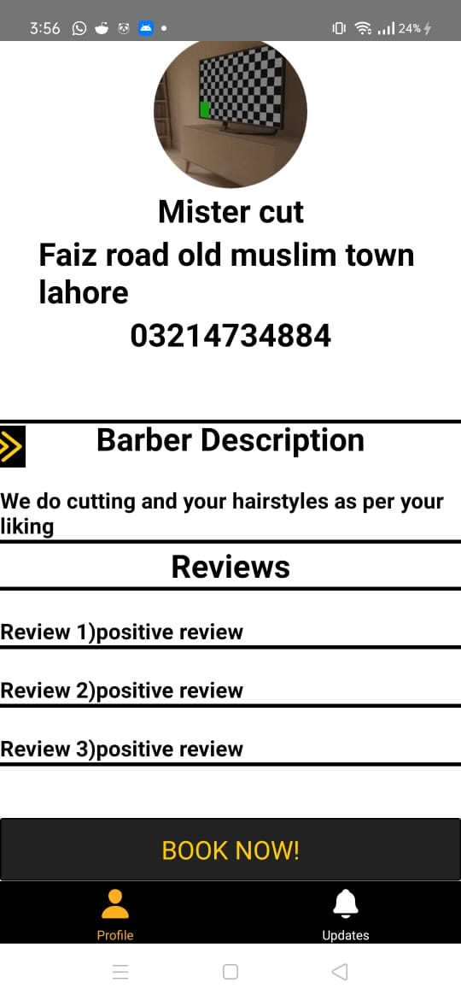 3:56
24%
Mister cut
Faiz road old muslim town
lahore
03214734884
Barber Description
We do cutting and your hairstyles as per your
liking
Reviews
Review 1)positive review
Review 2)positive review
Review 3)positive review
BOOK NOW!
Profile
Updates